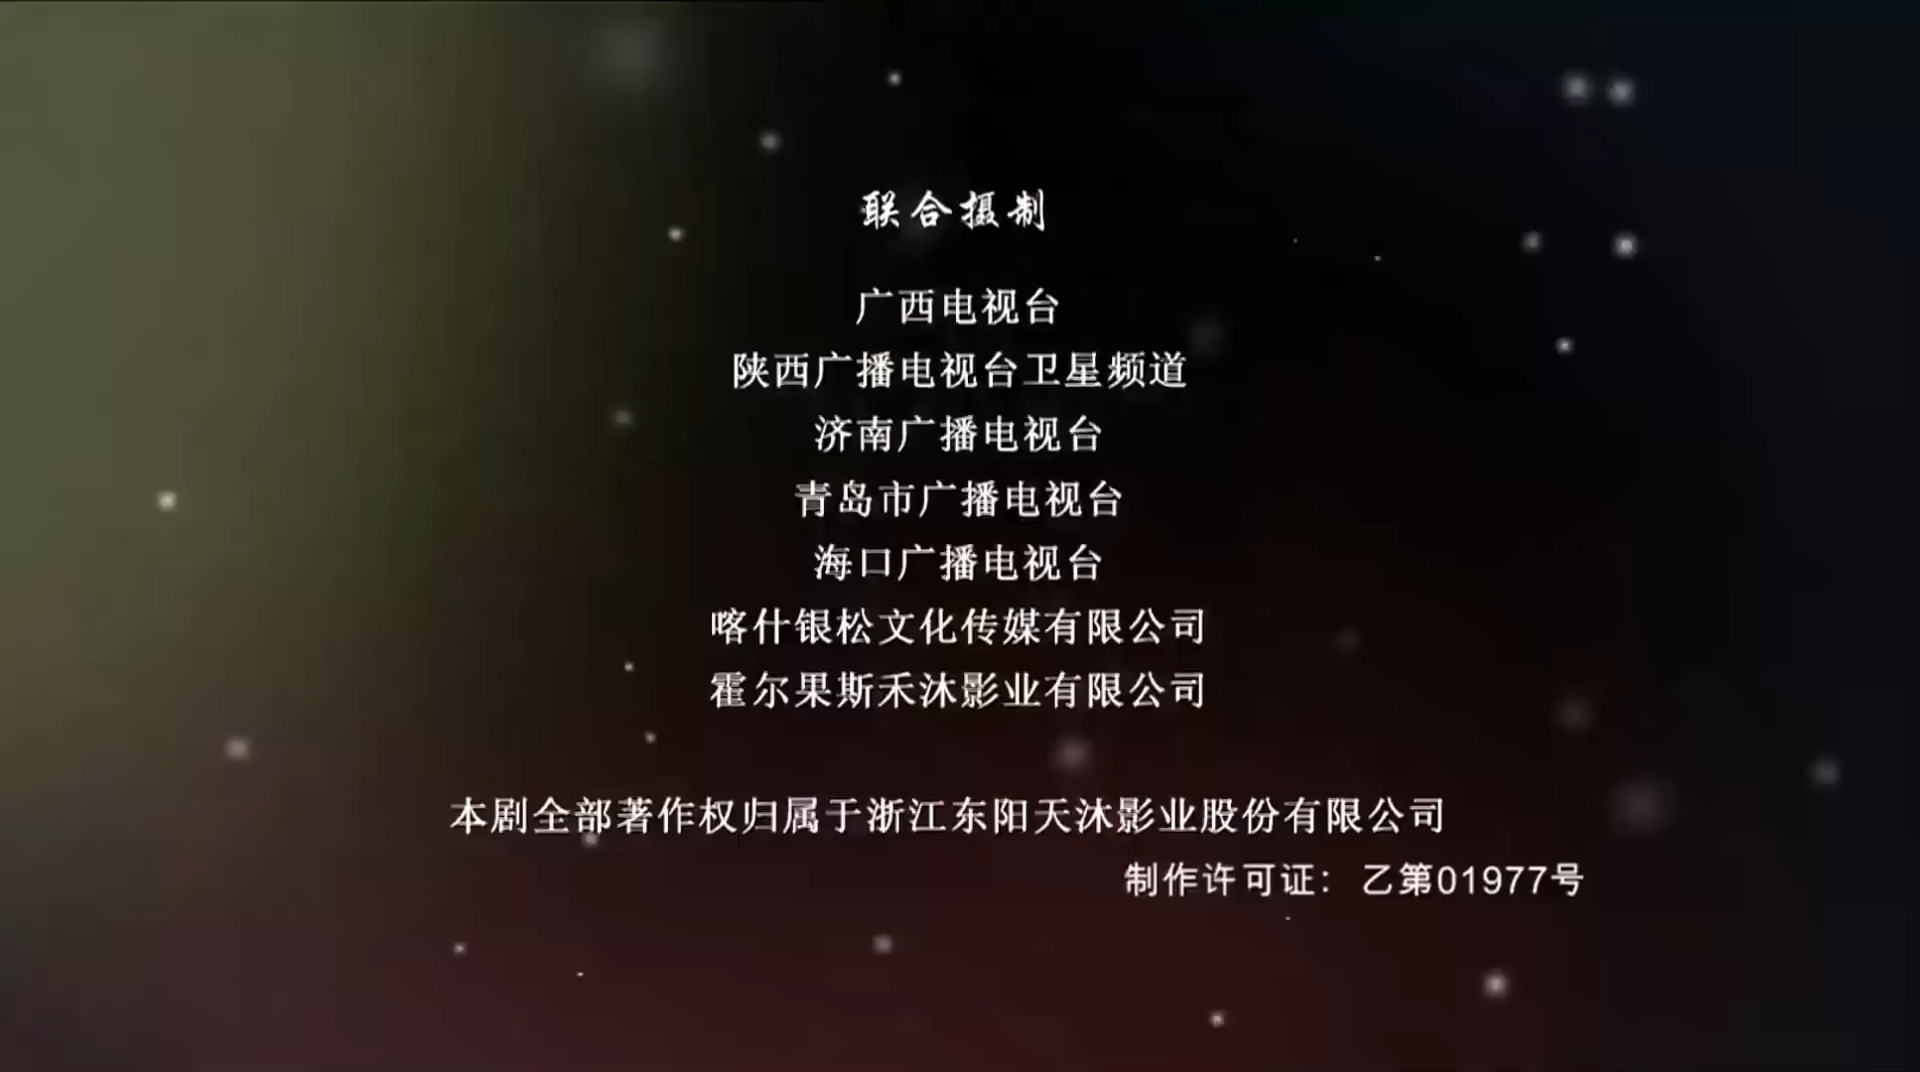 联合摄制
广西电视台
陕西广播电视台卫星频道
济南广播电视台
青岛市广播电视台
海口广播电视台
喀什银松文化传媒有限公司
霍尔果斯禾沐影业有限公司
本剧全部著作权归属于浙江东阳天沐影业股份有限公司
制作许可证： 乙第01977号